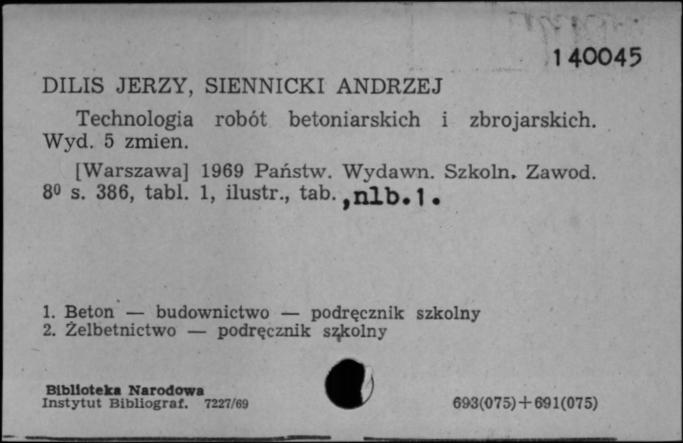 140045
DILIS JERZY, SIENNICKI ANDRZEJ
Technologia robót betoniarskich i zbrojarskich.
Wyd. 5 zmien.
[Warszawa] 1969 Państw. Wydawn. Szkoln. Zawod.
8⁰ s. 386, tabl. 1, ilustr., tab. ,nlb.1.
1. Beton — budownictwo — podręcznik szkolny
2. Żelbetnictwo — podręcznik szkolny
Biblioteka Narodowa
Instytut Bibliograf. 7227/69
693(075)+691(075)